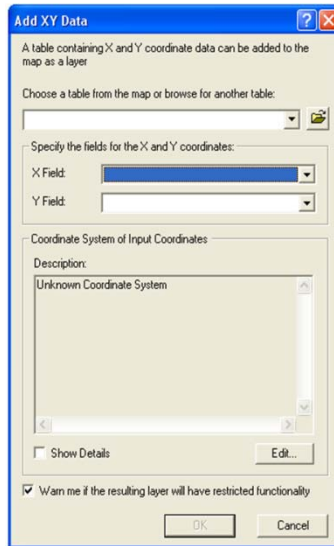 Add XY Data
A table containing X and Y coordinate data can be added to the
map as a layer
Choose a table from the map or browse for another table:
Specify the fields for the X and Y coordinates:
X Field:
Y Field:
Coordinate System of Input Coordinates
Description:
Unknown Coordinate System
Show Details
Edit...
Warn me if the resulting layer will have restricted functionality
OK
Cancel